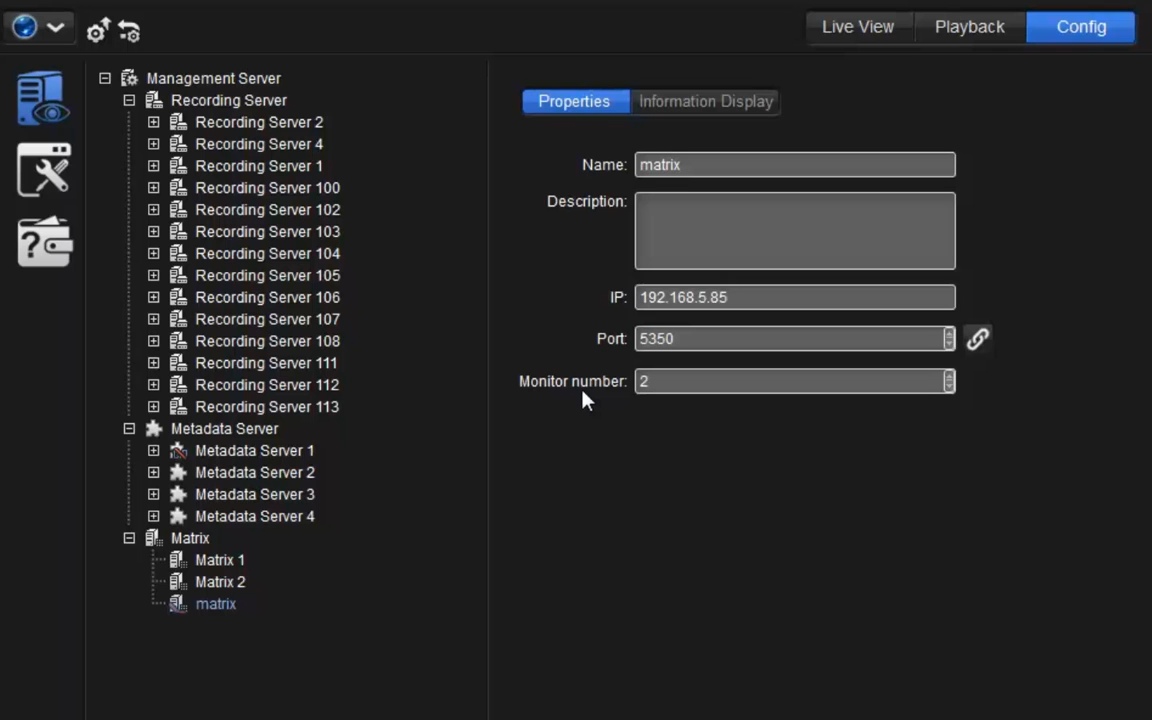 Live View Playback Config
Management Server
Recording Server
Recording Server 2
Recording Server 4
Recording Server 1
Recording Server 100
Recording Server 102
Recording Server 103
Recording Server 104
Recording Server 105
Recording Server 106
Recording Server 107
Recording Server 108
Recording Server 111
Recording Server 112
Recording Server 113
Metadata Server
Metadata Server 1
Metadata Server 2
Metadata Server 3
Metadata Server 4
Matrix
Matrix 1
Matrix 2
matrix
Properties Information Display
Name: matrix
Description:
IP: 192.168.5.85
Port: 5350
Monitor number: 2